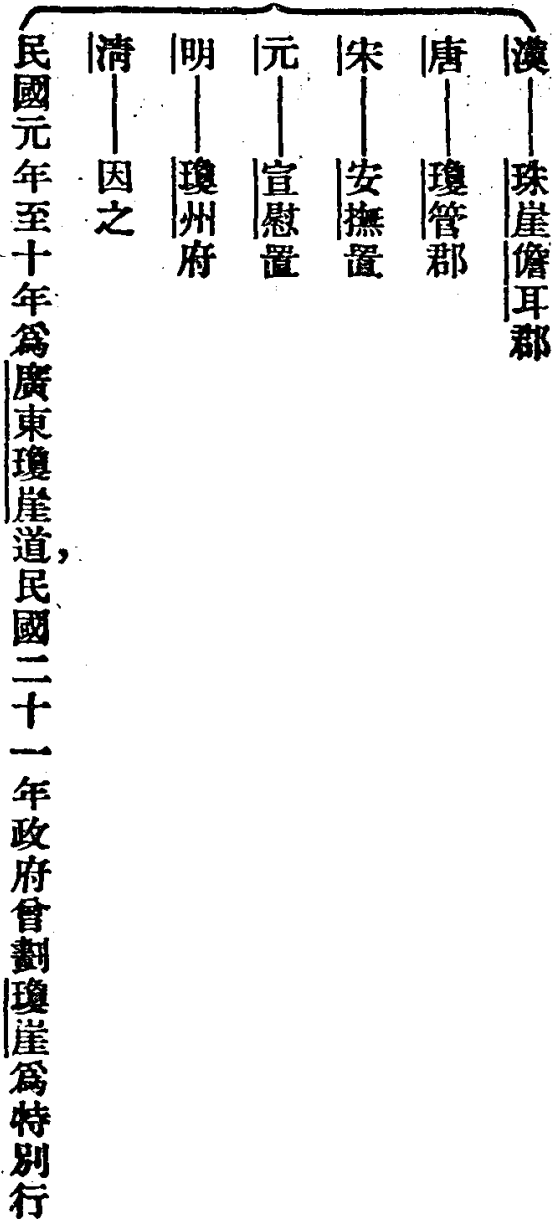 漢——珠崖儋耳郡
唐——瓊管郡
宋——安撫置
元——宣慰置
明——瓊州府
清——因之
民國元年至十年爲廣東瓊崖道，民國二十一年政府曾劃瓊崖爲特別行